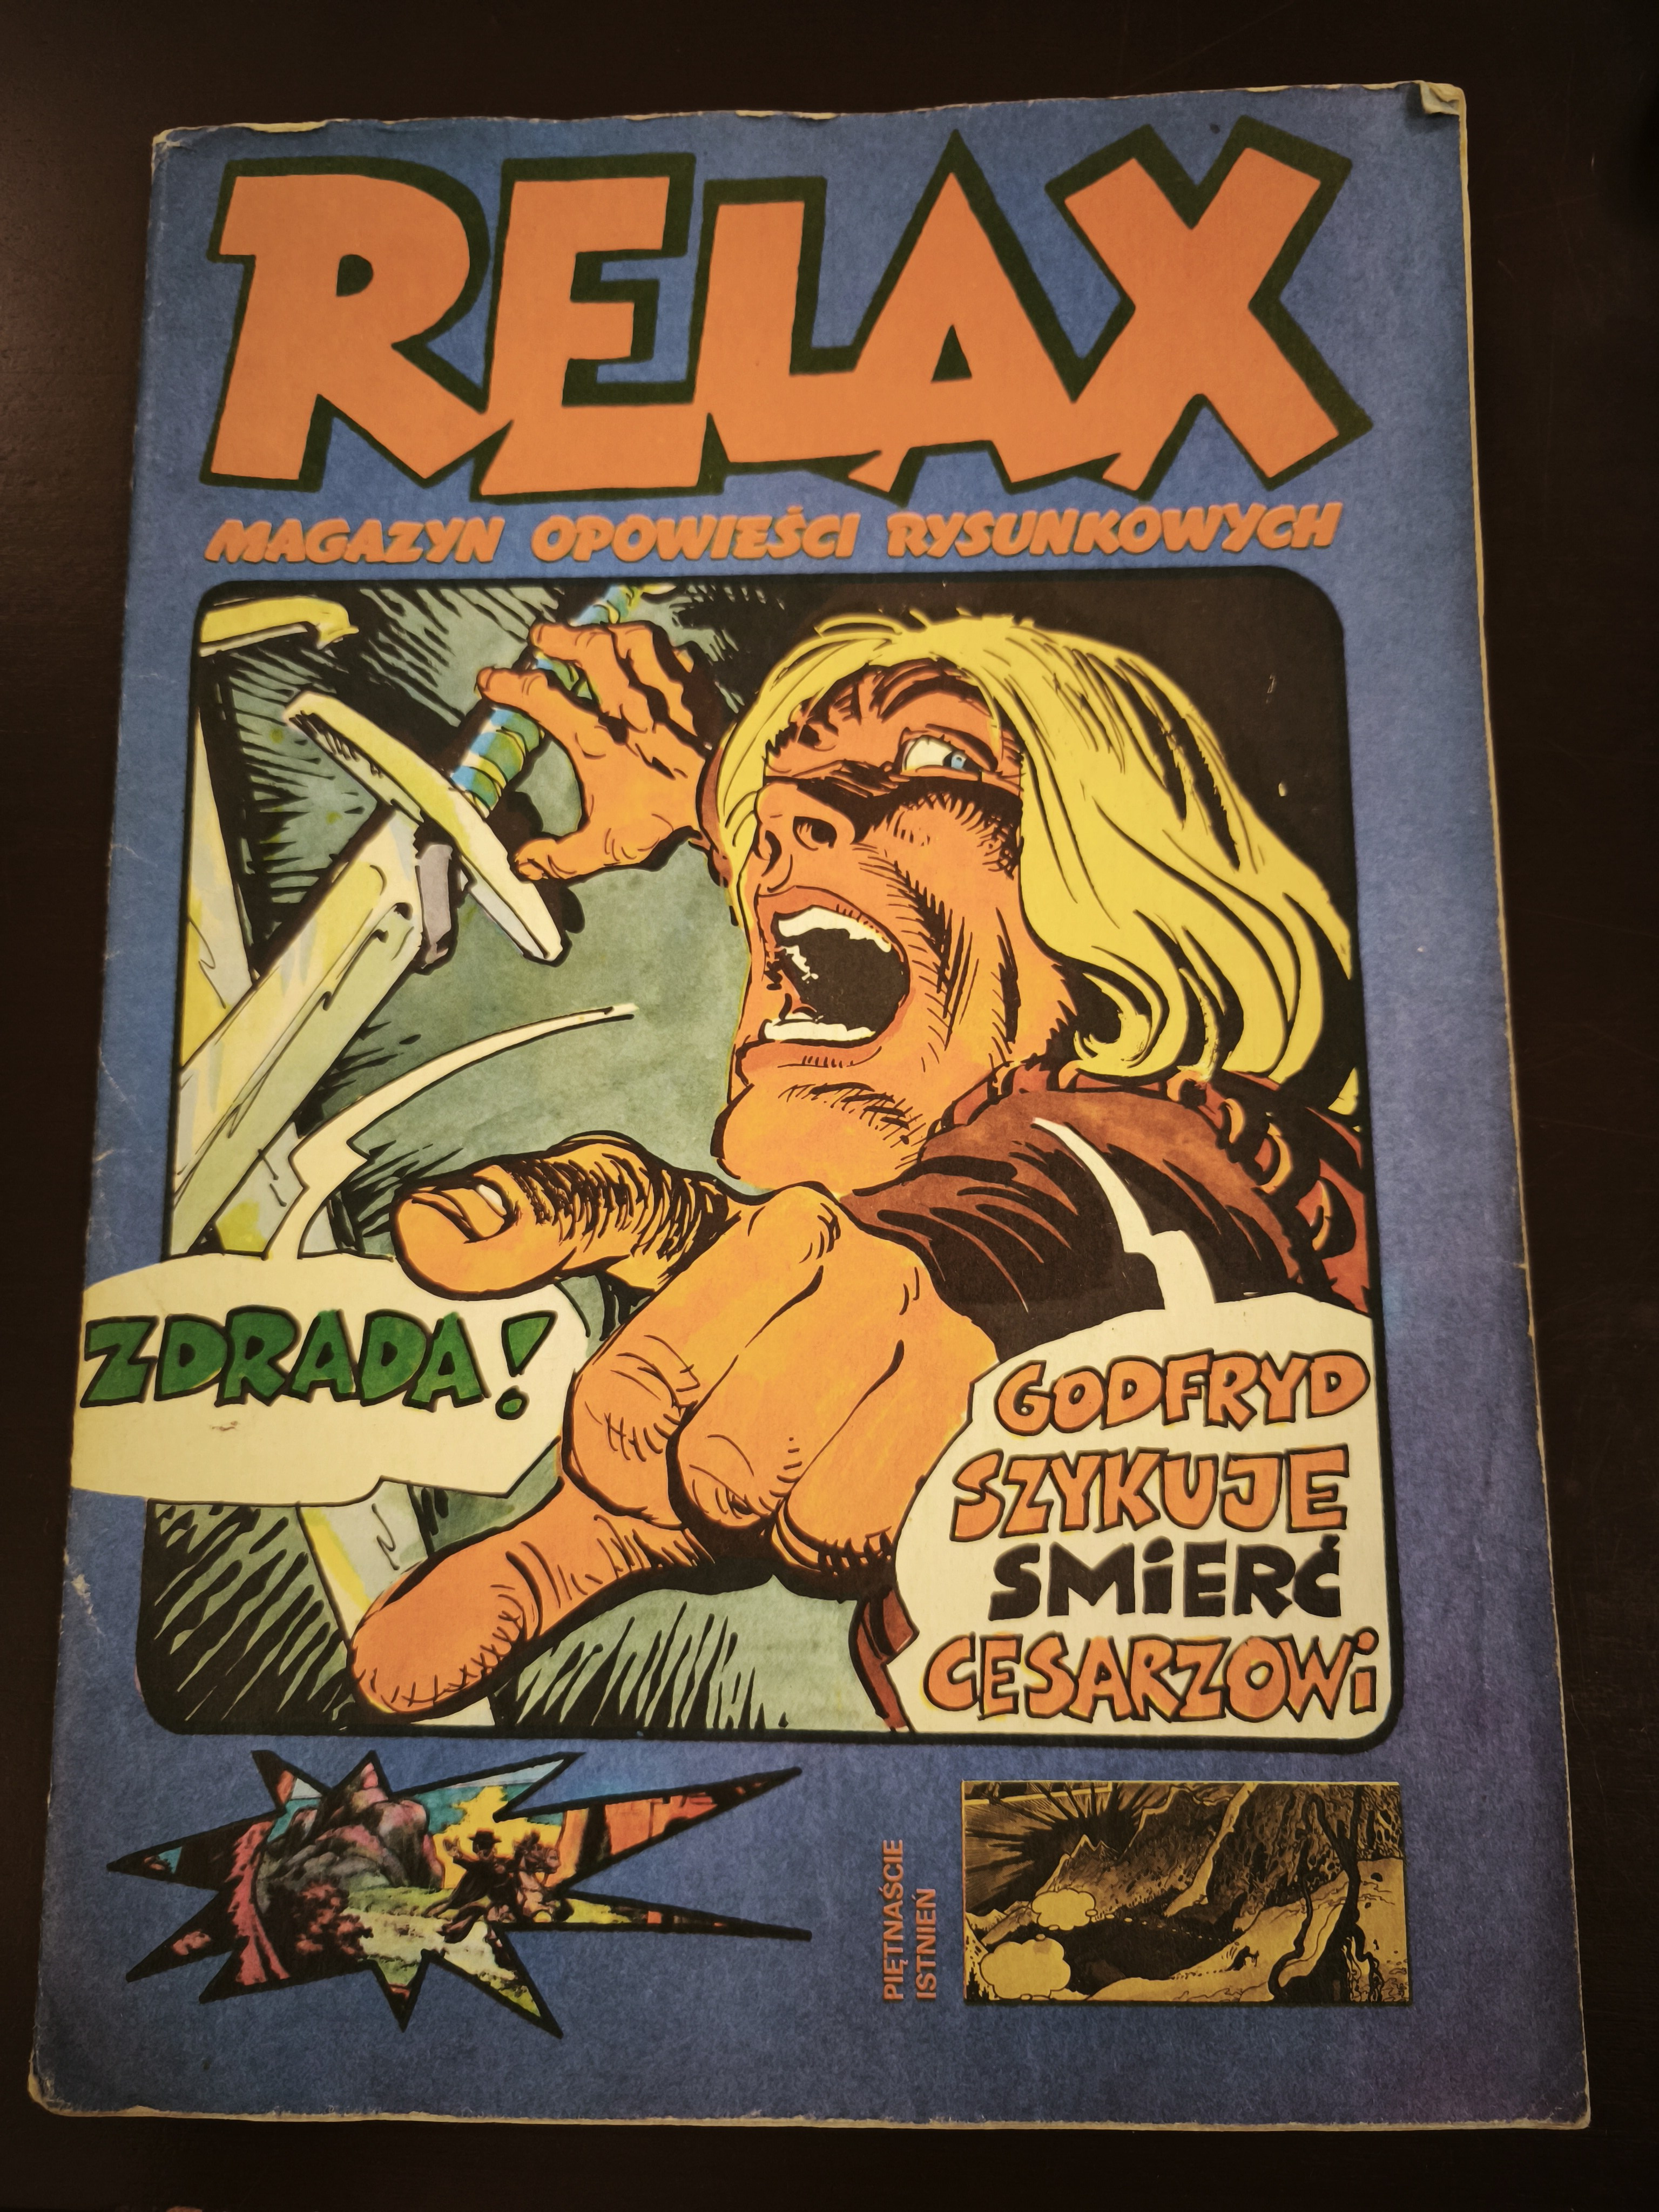 RELAX
MAGAZYN OPOWIEŚCI RYSUNKOWYCH
ZDRADA!
GODFRYD
SZYKUJE
SMiERĆ
CESARZOWi
PIĘTNAŚCIE
ISTNIEŃ